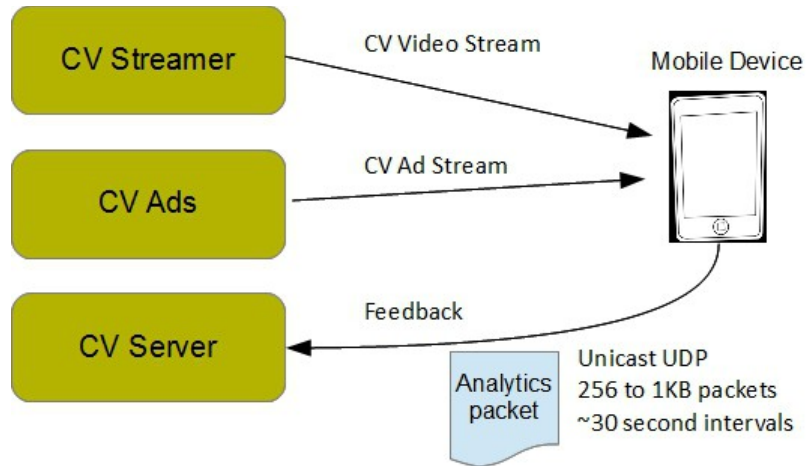 CV Streamer
CV Video Stream
Mobile Device
CV Ads
CV Ad Stream
CV Server
Feedback
Analytics
packet
Unicast UDP
256 to 1KB packets
~30 second intervals